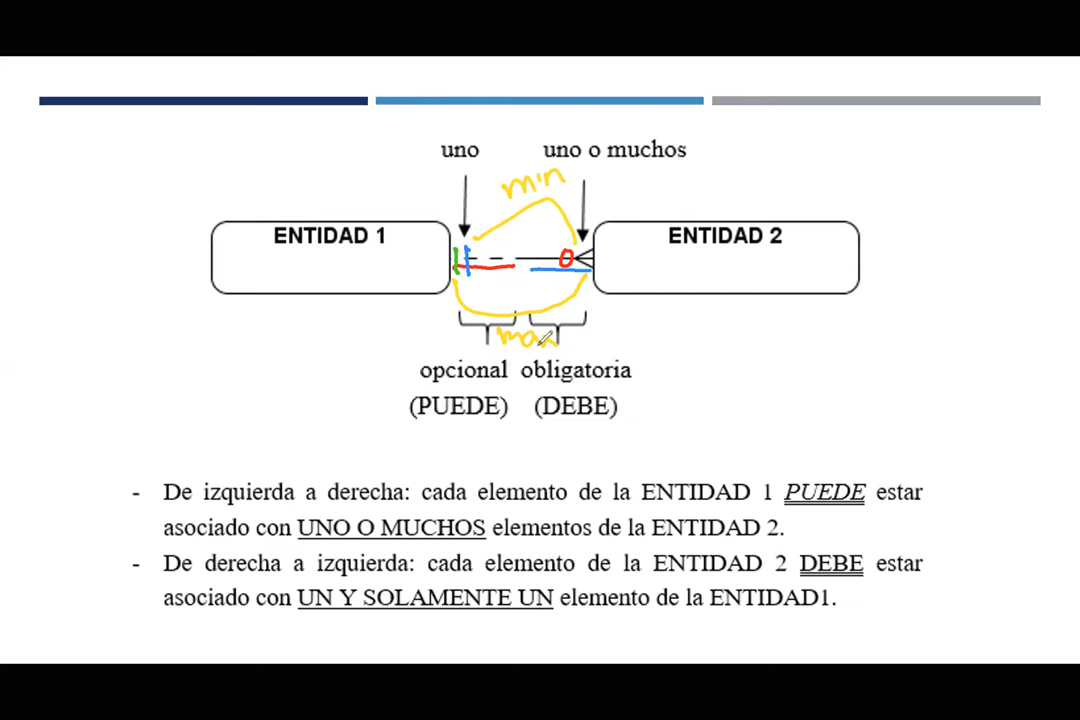 uno
uno o muchos
min
ENTIDAD 1
ENTIDAD 2
max
opcional
obligatoria
(PUEDE)
(DEBE)
- De izquierda a derecha: cada elemento de la ENTIDAD 1 PUEDE estar
asociado con UNO O MUCHOS elementos de la ENTIDAD 2.
- De derecha a izquierda: cada elemento de la ENTIDAD 2 DEBE estar
asociado con UN Y SOLAMENTE UN elemento de la ENTIDAD1.